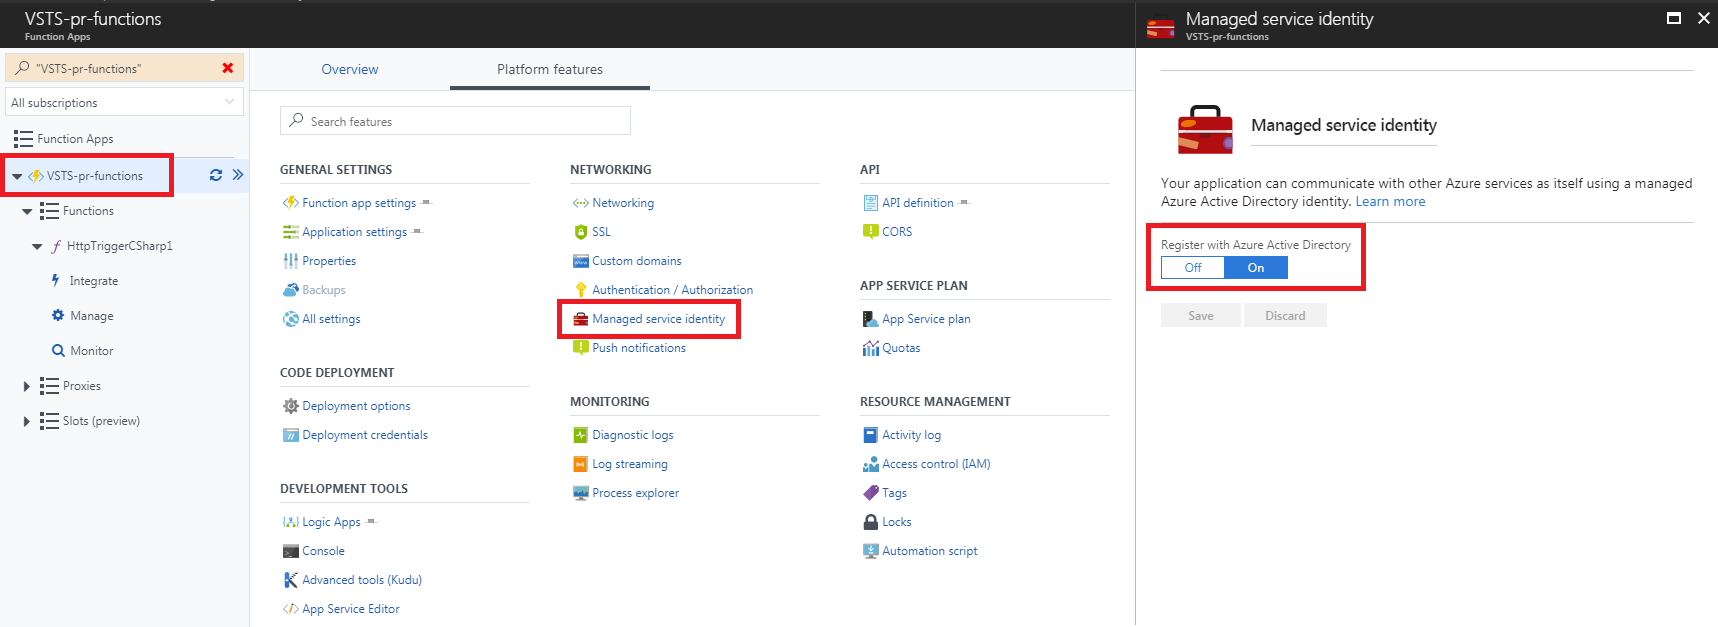 VSTS-pr-functions
Function Apps
"VSTS-pr-functions"
All subscriptions
Function Apps
VSTS-pr-functions
Functions
HttpTriggerCSharp1
Integrate
Manage
Monitor
Proxies
Slots (preview)
Overview
Platform features
Search features
GENERAL SETTINGS
Function app settings
Application settings
Properties
Backups
All settings
CODE DEPLOYMENT
Deployment options
Deployment credentials
DEVELOPMENT TOOLS
Logic Apps
Console
Advanced tools (Kudu)
App Service Editor
NETWORKING
Networking
SSL
Custom domains
Authentication / Authorization
Managed service identity
Push notifications
MONITORING
Diagnostic logs
Log streaming
Process explorer
API
API definition
CORS
APP SERVICE PLAN
App Service plan
Quotas
RESOURCE MANAGEMENT
Activity log
Access control (IAM)
Tags
Locks
Automation script
Managed service identity
VSTS-pr-functions
Managed service identity
Your application can communicate with other Azure services as itself using a managed
Azure Active Directory identity. Learn more
Register with Azure Active Directory
Off On
Save Discard